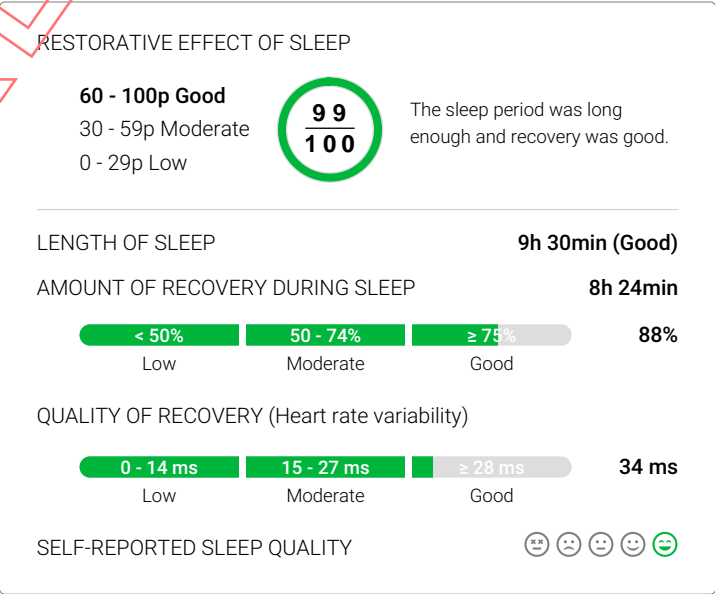 RESTORATIVE EFFECT OF SLEEP
60 - 100p Good
30 - 59p Moderate
0 - 29p Low
99
100
The sleep period was long
enough and recovery was good.
LENGTH OF SLEEP 9h 30min (Good)
AMOUNT OF RECOVERY DURING SLEEP 8h 24min
< 50% 50 - 74% ≥ 75% 88%
Low Moderate Good
QUALITY OF RECOVERY (Heart rate variability)
0 - 14 ms 15 - 27 ms ≥ 28 ms 34 ms
Low Moderate Good
SELF-REPORTED SLEEP QUALITY